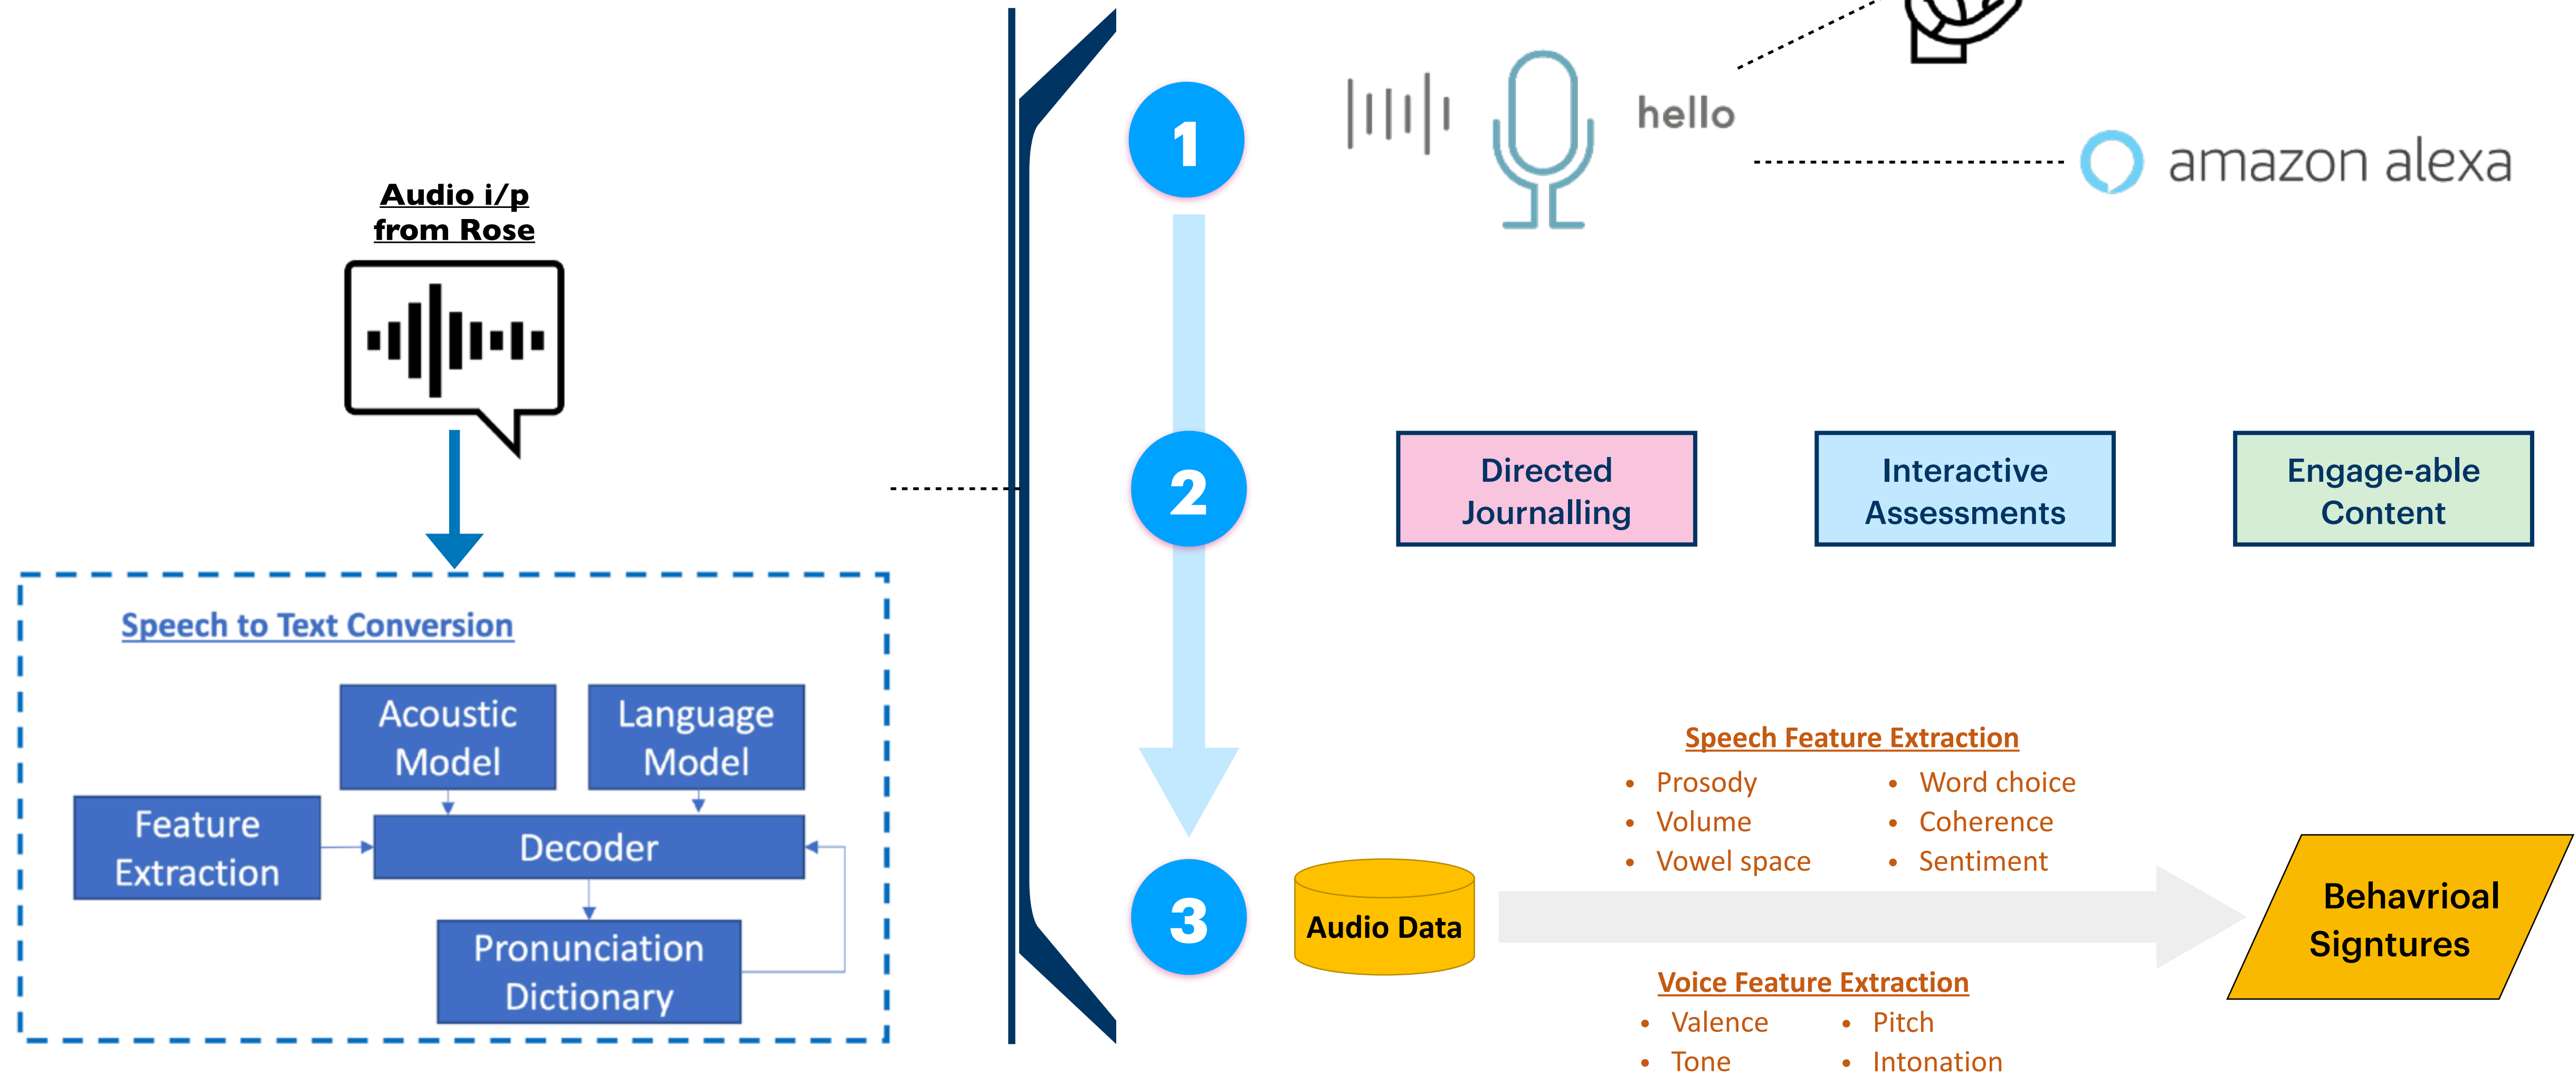 Audio i/p
from Rose
Speech to Text Conversion
Acoustic
Model
Language
Model
Feature
Extraction
Decoder
Pronunciation
Dictionary
1
hello
amazon alexa
2
Directed
Journalling
Interactive
Assessments
Engage-able
Content
3
Audio Data
Speech Feature Extraction
• Prosody
• Volume
• Vowel space
• Word choice
• Coherence
• Sentiment
Voice Feature Extraction
• Valence
• Tone
• Pitch
• Intonation
Behavrioal
Signtures